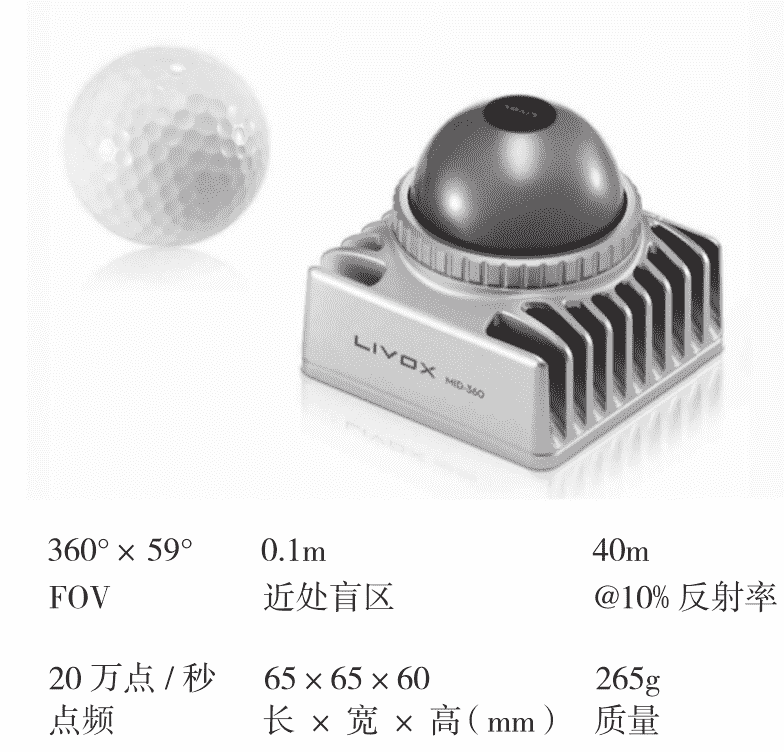 LIVOX
LIVOX MID-360
360° × 59°
FOV
0.1m
近处盲区
40m
@10% 反射率
20 万点 / 秒
点频
65 × 65 × 60
长 × 宽 × 高(mm)
265g
质量